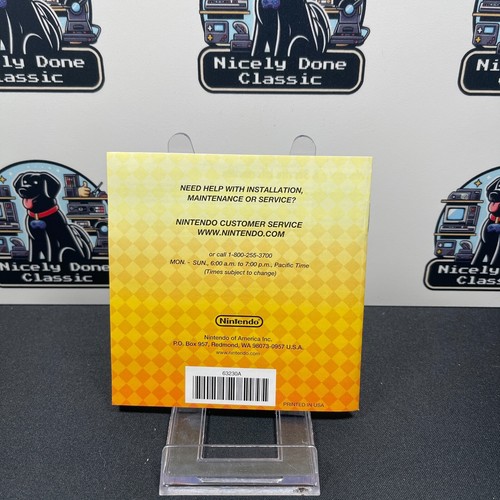 Nicely Done
Classic
Nicely Done
Classic
Nicely Done
Classic
Nicely Done
Classic
NEED HELP WITH INSTALLATION,
MAINTENANCE OR SERVICE?
NINTENDO CUSTOMER SERVICE
WWW.NINTENDO.COM
or call 1-800-255-3700
MON. - SUN., 6:00 a.m. to 7:00 p.m., Pacific Time
(Times subject to change)
Nintendo
Nintendo of America Inc.
P.O. Box 957, Redmond, WA 98073-0957 U.S.A.
www.nintendo.com
63230A
PRINTED IN USA